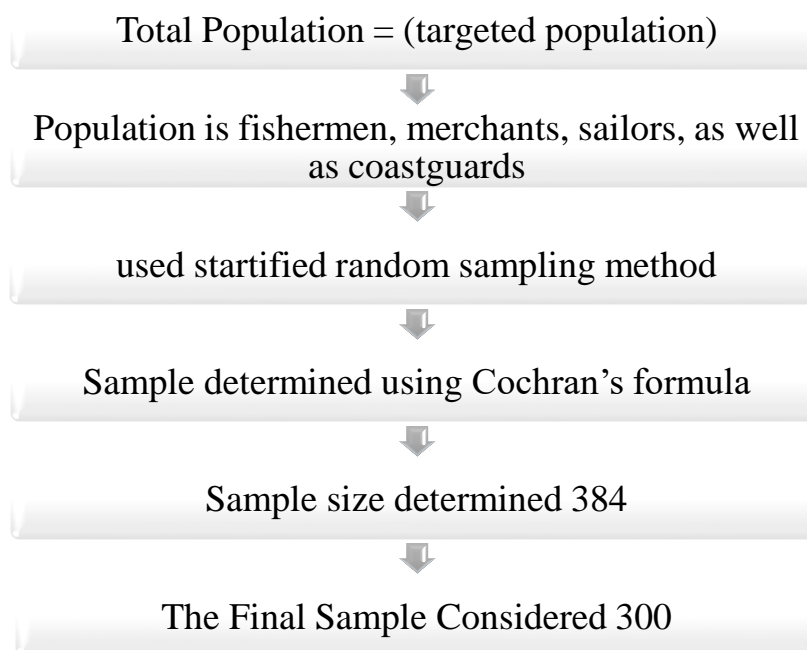 Total Population = (targeted population)
Population is fishermen, merchants, sailors, as well
as coastguards
used startified random sampling method
Sample determined using Cochran’s formula
Sample size determined 384
The Final Sample Considered 300